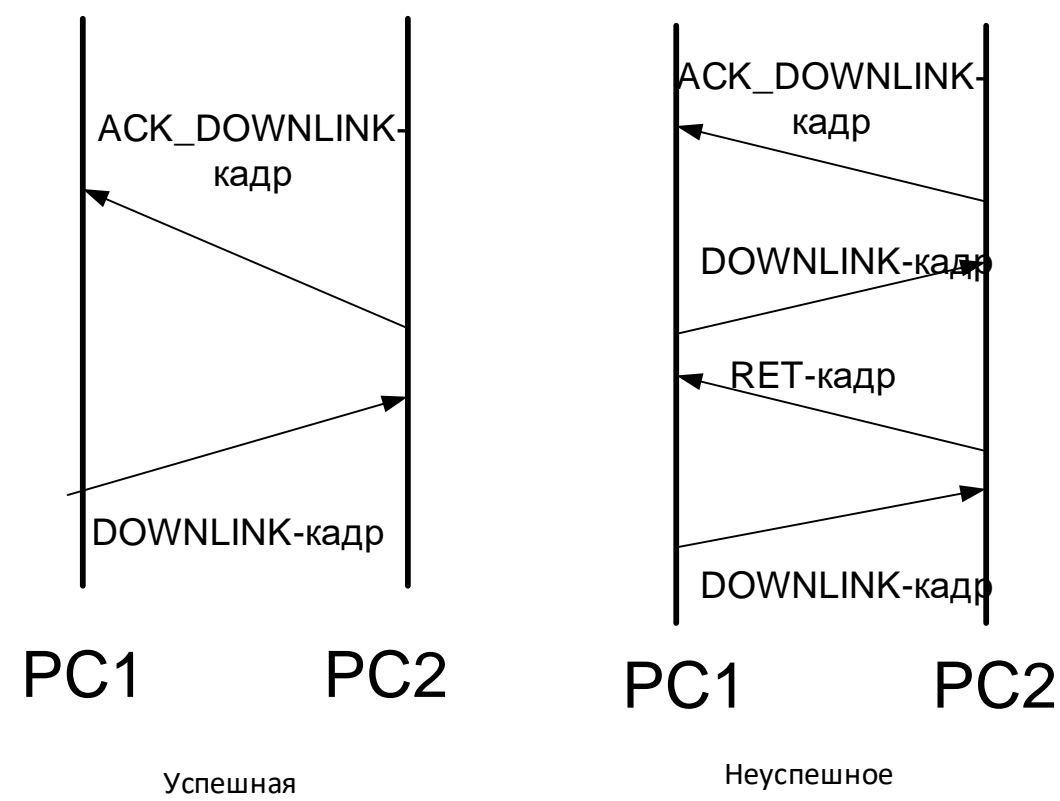 ACK_DOWNLINK-
кадр
DOWNLINK-кадр
PC1
PC2
Успешная
ACK_DOWNLINK-
кадр
DOWNLINK-кадр
RET-кадр
DOWNLINK-кадр
PC1
PC2
Неуспешное